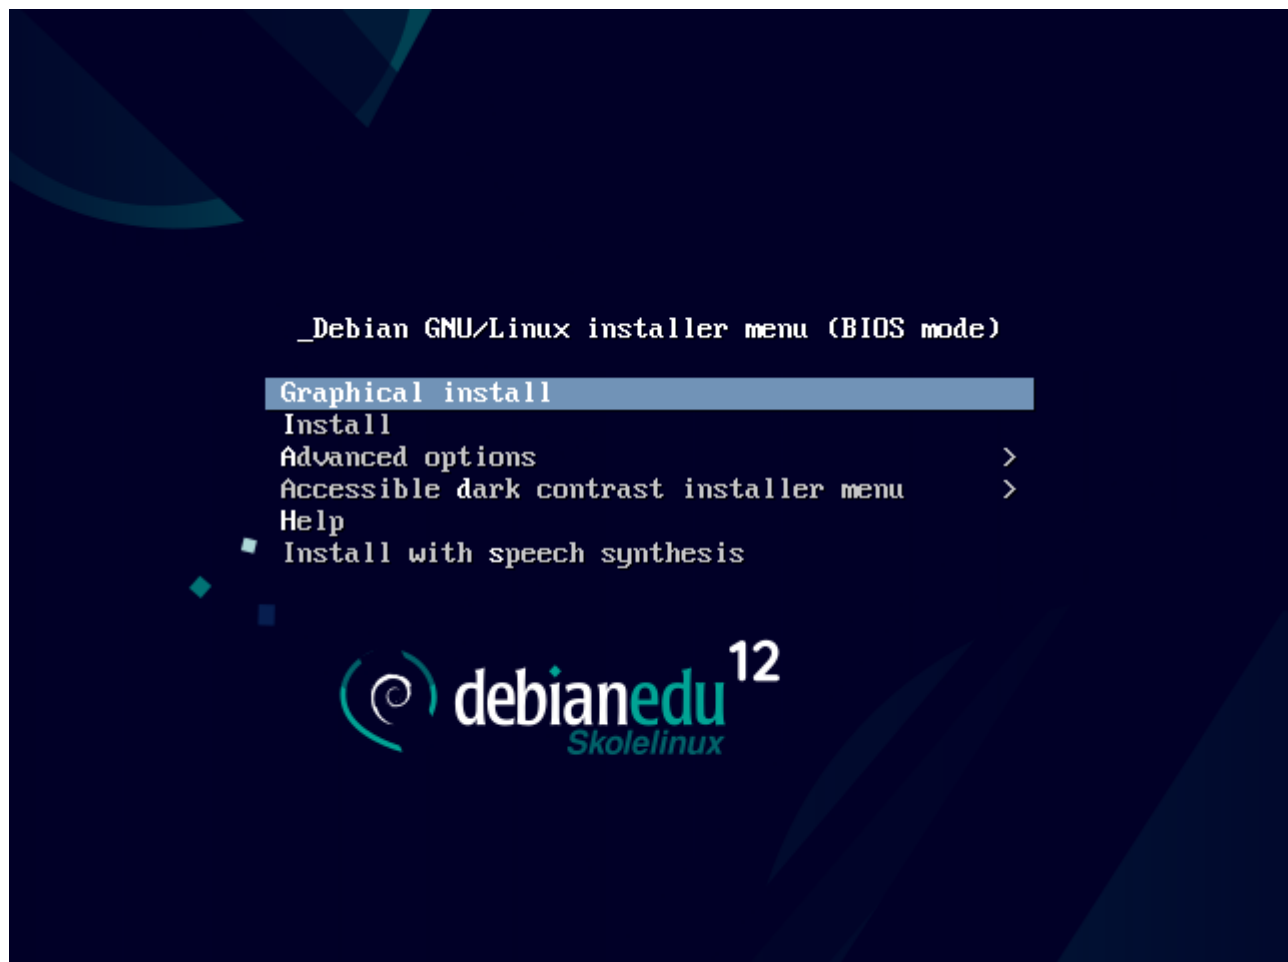 _Debian GNU/Linux installer menu (BIOS mode)
Graphical install
Install
Advanced options >
Accessible dark contrast installer menu >
Help
Install with speech synthesis
debianedu 12
Skolelinux